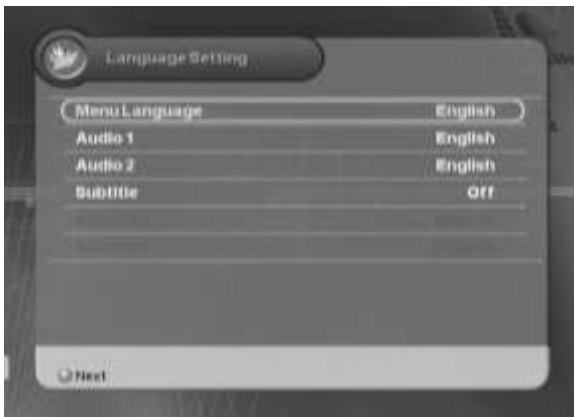 Language Setting
Menu Language English
Audio 1 English
Audio 2 English
Subtitle Off
Next